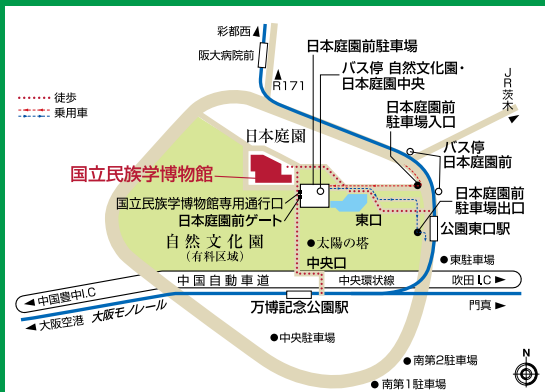 彩都西
阪大病院前
R171
日本庭園前駐車場
バス停 自然文化園・
日本庭園中央
JR茨木
徒歩
乗用車
日本庭園前
駐車場入口
日本庭園
バス停
日本庭園前
国立民族学博物館
国立民族学博物館専用通行口
日本庭園前ゲート
日本庭園前
駐車場出口
東口
公園東口駅
自然文化園
(有料区域)
太陽の塔
中央口
東駐車場
中国自動車道
中央環状線
吹田I.C
中国豊中I.C
万博記念公園駅
門真
大阪空港
大阪モノレール
中央駐車場
南第2駐車場
南第1駐車場
N